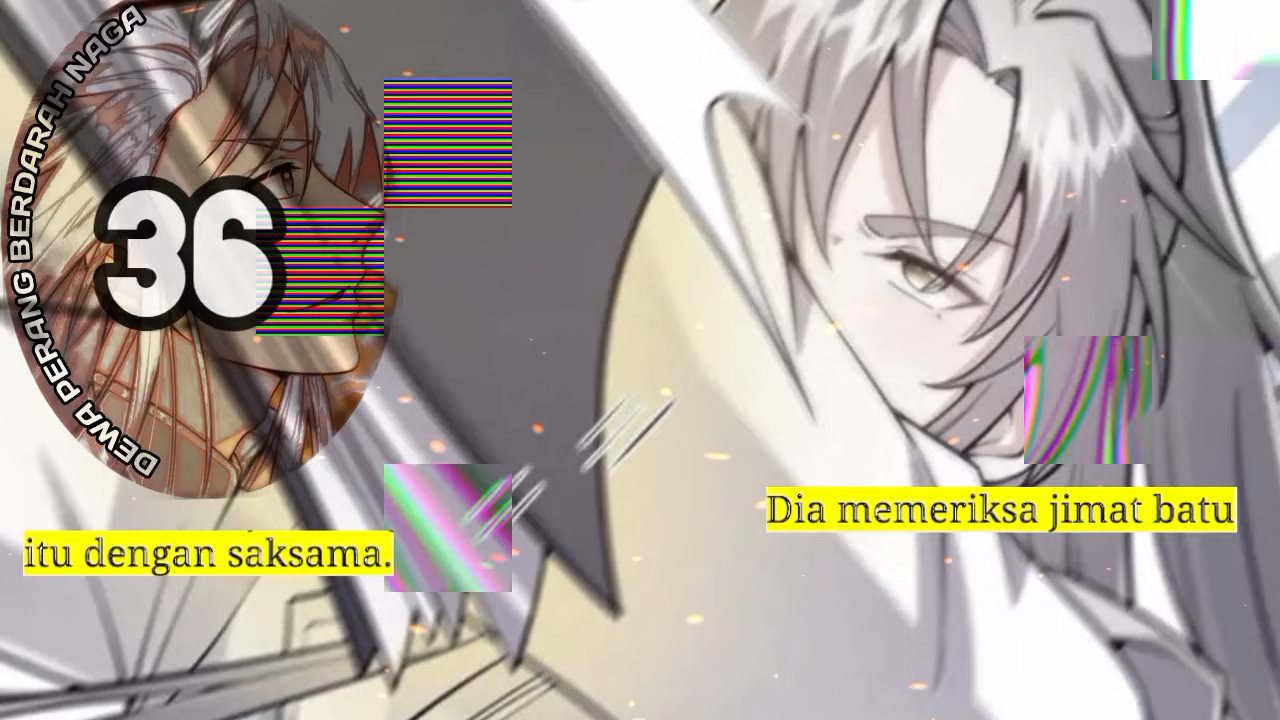 DEWA PERANG BERDARAH NAGA
36
Dia memeriksa jimat batu
itu dengan saksama.